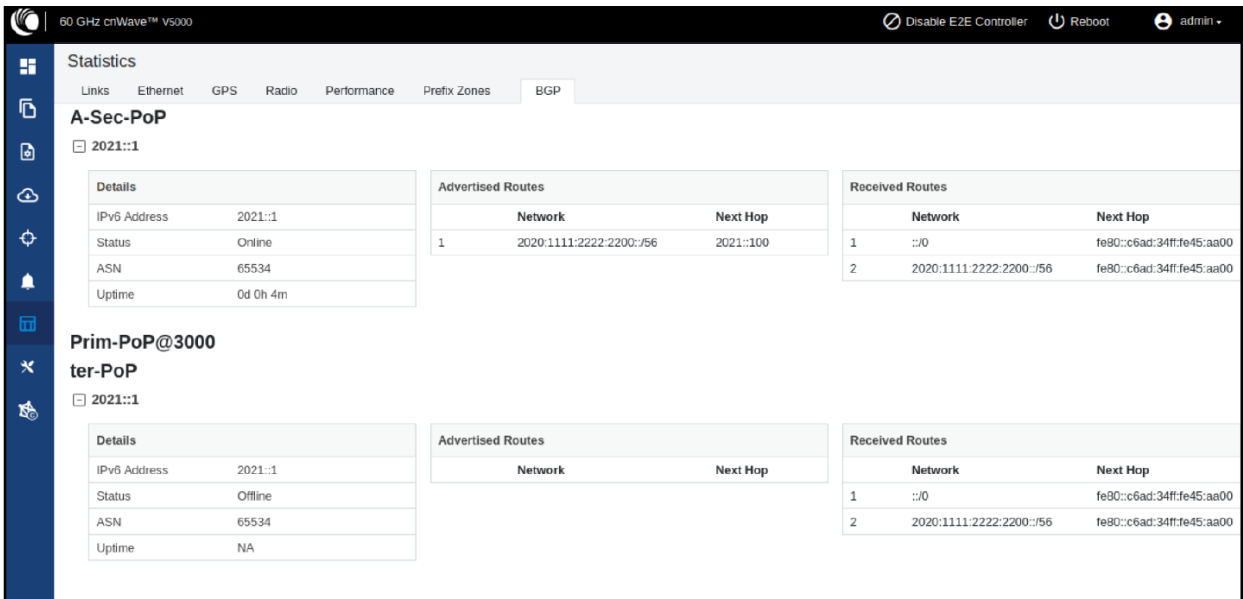 60 GHz cnWave™ V5000 Disable E2E Controller Reboot admin
Statistics
Links Ethernet GPS Radio Performance Prefix Zones BGP
A-Sec-PoP
2021::1
Details Advertised Routes Received Routes
IPv6 Address 2021::1 Network Next Hop Network Next Hop
Status Online 1 2020:1111:2222:2200::/56 2021::100 1 ::/0 fe80::c6ad:34ff:fe45:aa00
ASN 65534 2 2020:1111:2222:2200::/56 fe80::c6ad:34ff:fe45:aa00
Uptime 0d 0h 4m
Prim-PoP@3000
ter-PoP
2021::1
Details Advertised Routes Received Routes
IPv6 Address 2021::1 Network Next Hop Network Next Hop
Status Offline 1 ::/0 fe80::c6ad:34ff:fe45:aa00
ASN 65534 2 2020:1111:2222:2200::/56 fe80::c6ad:34ff:fe45:aa00
Uptime NA